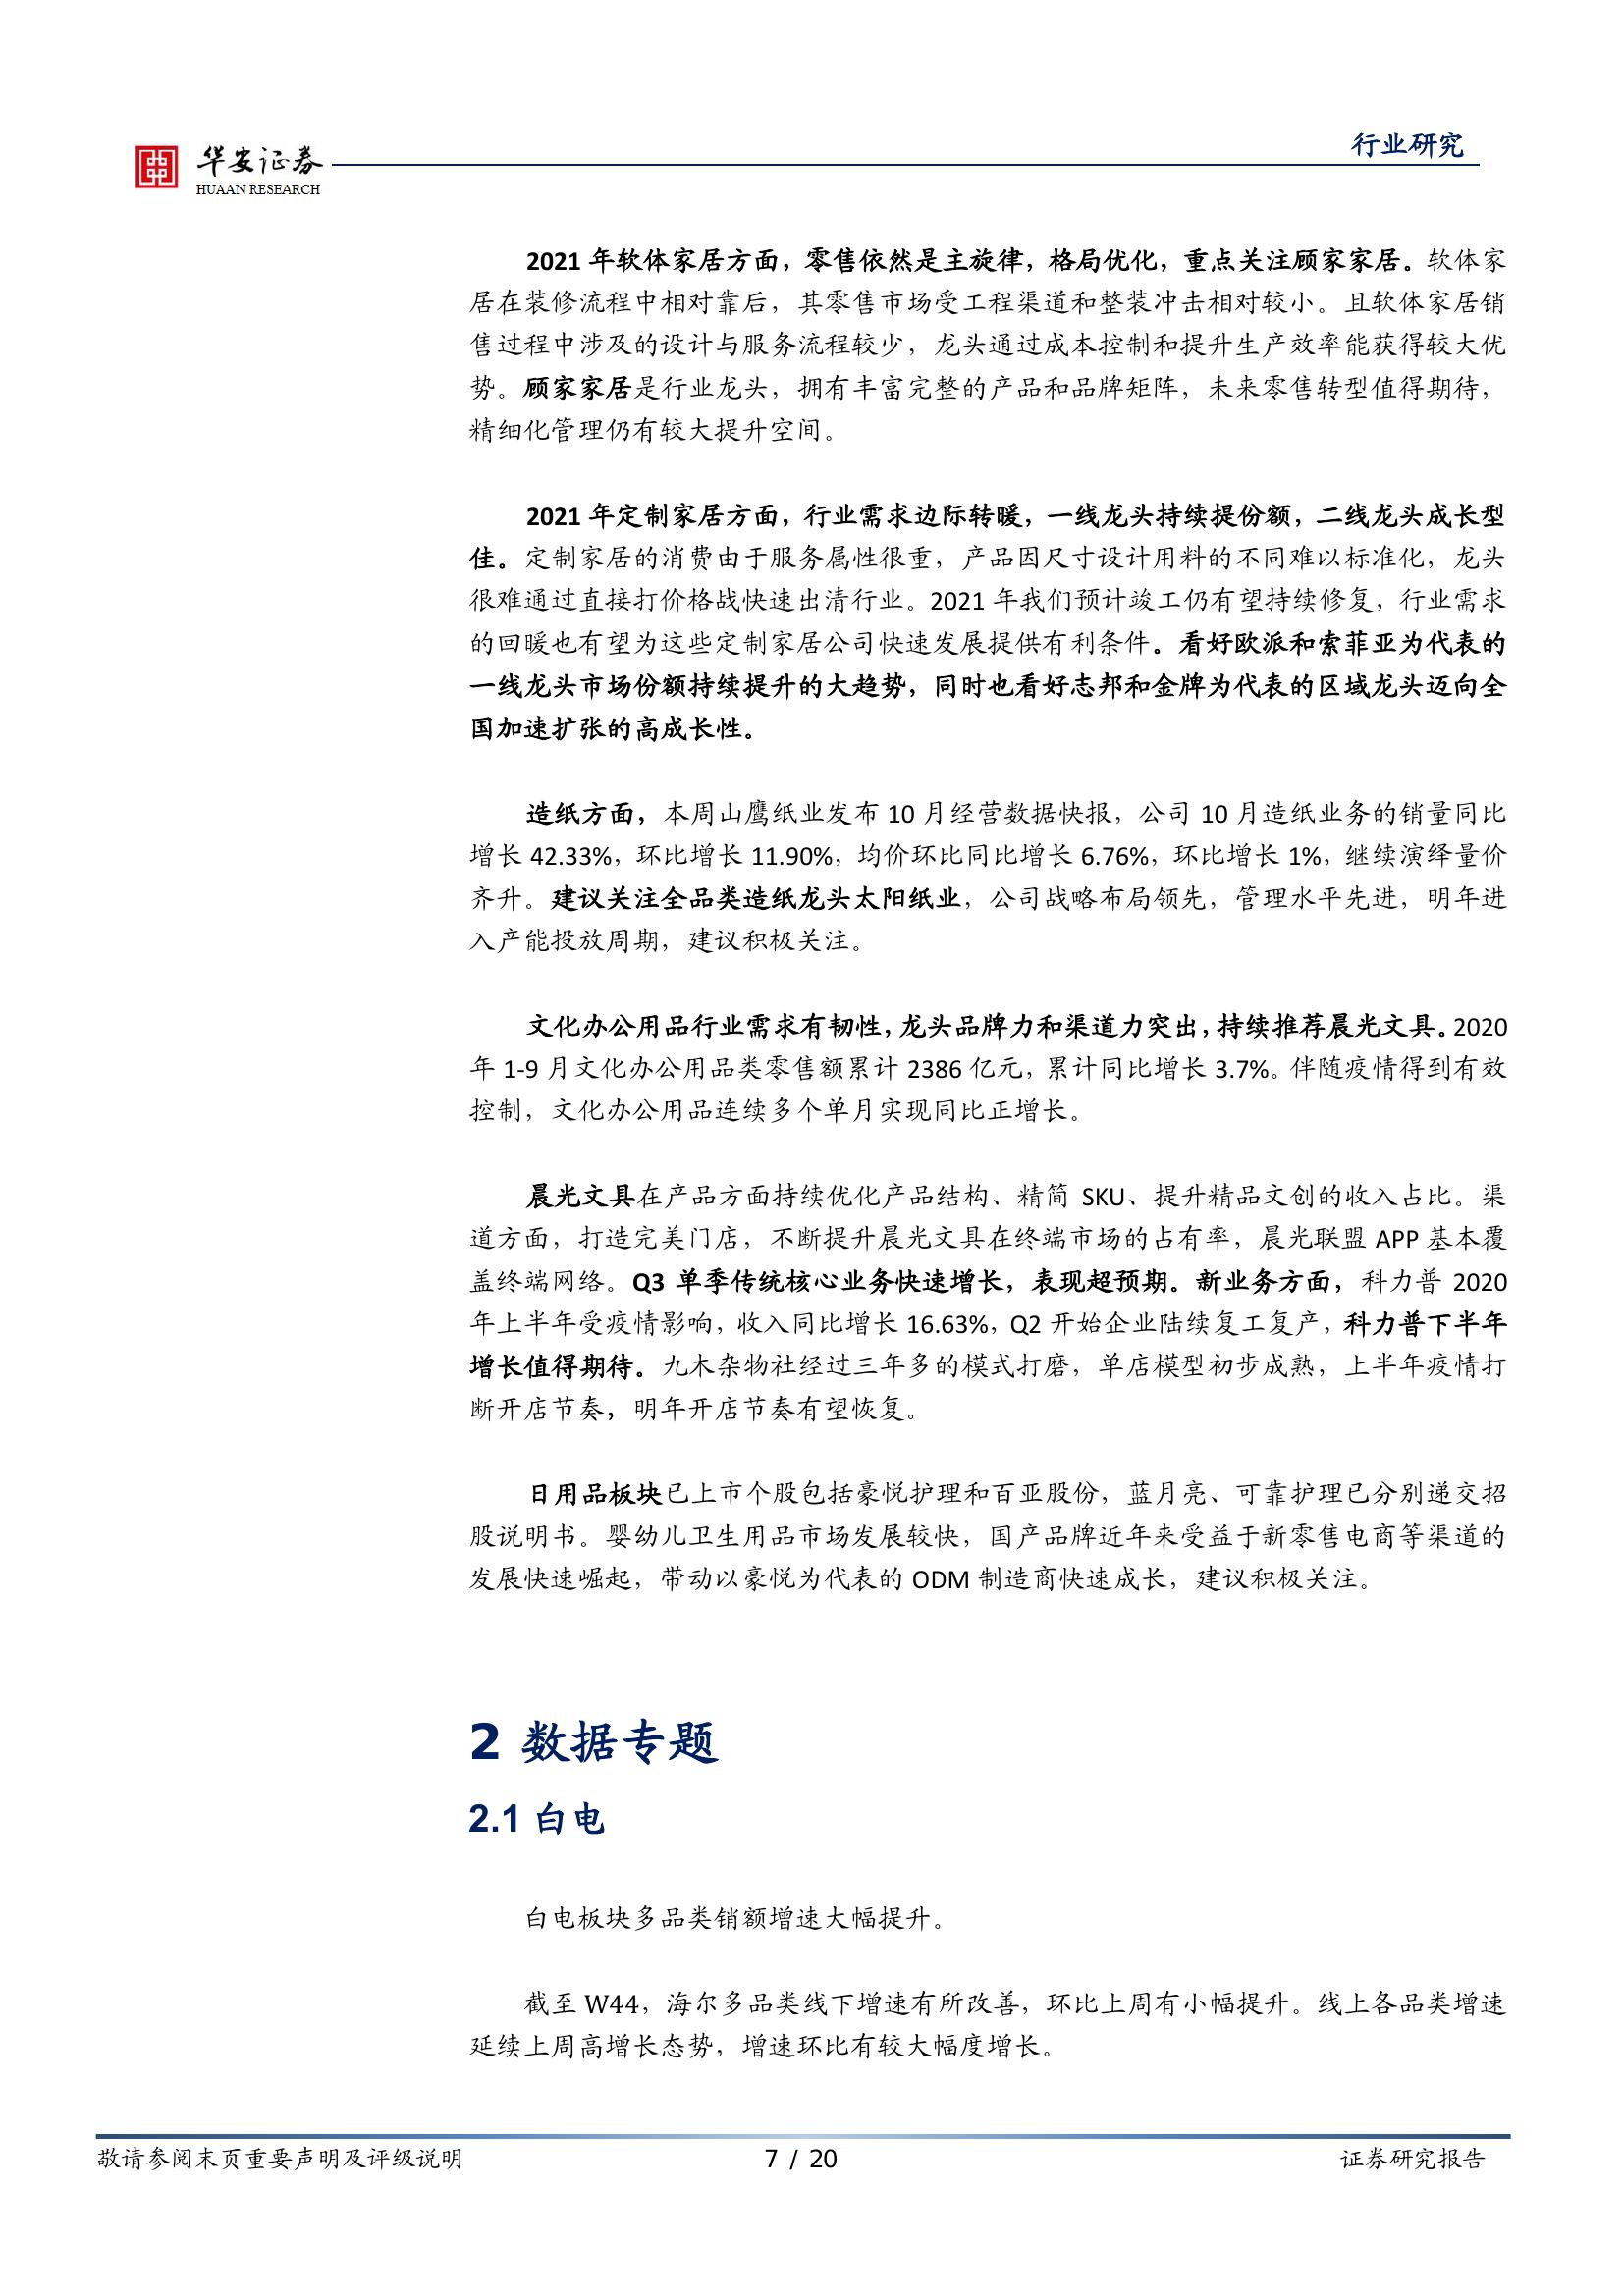 行业研究
华安证券
HUAAN RESEARCH
2021 年软体家居方面，零售依然是主旋律，格局优化，重点关注顾家家居。软体家
居在装修流程中相对靠后，其零售市场受工程渠道和整装冲击相对较小。且软体家居销
售过程中涉及的设计与服务流程较少，龙头通过成本控制和提升生产效率能获得较大优
势。顾家家居是行业龙头，拥有丰富完整的产品和品牌矩阵，未来零售转型值得期待，
精细化管理仍有较大提升空间。
2021 年定制家居方面，行业需求边际转暖，一线龙头持续提份额，二线龙头成长型
佳。定制家居的消费由于服务属性很重，产品因尺寸设计用料的不同难以标准化，龙头
很难通过直接打价格战快速出清行业。2021 年我们预计竣工仍有望持续修复，行业需求
的回暖也有望为这些定制家居公司快速发展提供有利条件。看好欧派和索菲亚为代表的
一线龙头市场份额持续提升的大趋势，同时也看好志邦和金牌为代表的区域龙头迈向全
国加速扩张的高成长性。
造纸方面，本周山鹰纸业发布 10 月经营数据快报，公司 10 月造纸业务的销量同比
增长 42.33%，环比增长 11.90%，均价环比同比增长 6.76%，环比增长 1%，继续演绎量价
齐升。建议关注全品类造纸龙头太阳纸业，公司战略布局领先，管理水平先进，明年进
入产能投放周期，建议积极关注。
文化办公用品行业需求有韧性，龙头品牌力和渠道力突出，持续推荐晨光文具。2020
年 1-9 月文化办公用品类零售额累计 2386 亿元，累计同比增长 3.7%。伴随疫情得到有效
控制，文化办公用品连续多个单月实现同比正增长。
晨光文具在产品方面持续优化产品结构、精简 SKU、提升精品文创的收入占比。渠
道方面，打造完美门店，不断提升晨光文具在终端市场的占有率，晨光联盟 APP 基本覆
盖终端网络。Q3 单季传统核心业务快速增长，表现超预期。新业务方面，科力普 2020
年上半年受疫情影响，收入同比增长 16.63%，Q2 开始企业陆续复工复产，科力普下半年
增长值得期待。九木杂物社经过三年多的模式打磨，单店模型初步成熟，上半年疫情打
断开店节奏，明年开店节奏有望恢复。
日用品板块已上市个股包括豪悦护理和百亚股份，蓝月亮、可靠护理已分别递交招
股说明书。婴幼儿卫生用品市场发展较快，国产品牌近年来受益于新零售电商等渠道的
发展快速崛起，带动以豪悦为代表的 ODM 制造商快速成长，建议积极关注。
2 数据专题
2.1 白电
白电板块多品类销额增速大幅提升。
截至 W44，海尔多品类线下增速有所改善，环比上周有小幅提升。线上各品类增速
延续上周高增长态势，增速环比有较大幅度增长。
敬请参阅末页重要声明及评级说明
7 / 20
证券研究报告